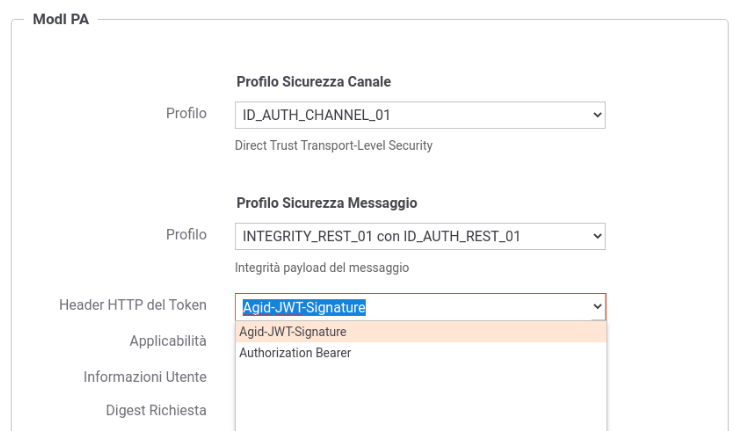 ModI PA
Profilo Sicurezza Canale
Profilo
ID_AUTH_CHANNEL_01
Direct Trust Transport-Level Security
Profilo Sicurezza Messaggio
Profilo
INTEGRITY_REST_01 con ID_AUTH_REST_01
Integrità payload del messaggio
Header HTTP del Token
Agid-JWT-Signature
Agid-JWT-Signature
Applicabilità
Authorization Bearer
Informazioni Utente
Digest Richiesta